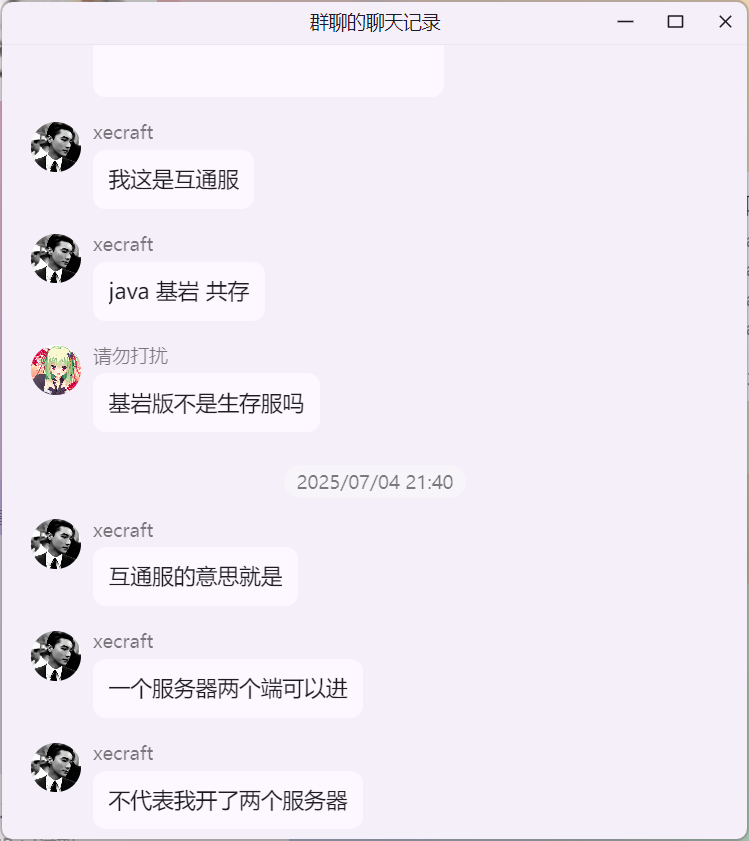 群聊的聊天记录
xecraft
我这是互通服
xecraft
java 基岩 共存
请勿打扰
基岩版不是生存服吗
2025/07/04 21:40
xecraft
互通服的意思就是
xecraft
一个服务器两个端可以进
xecraft
不代表我开了两个服务器